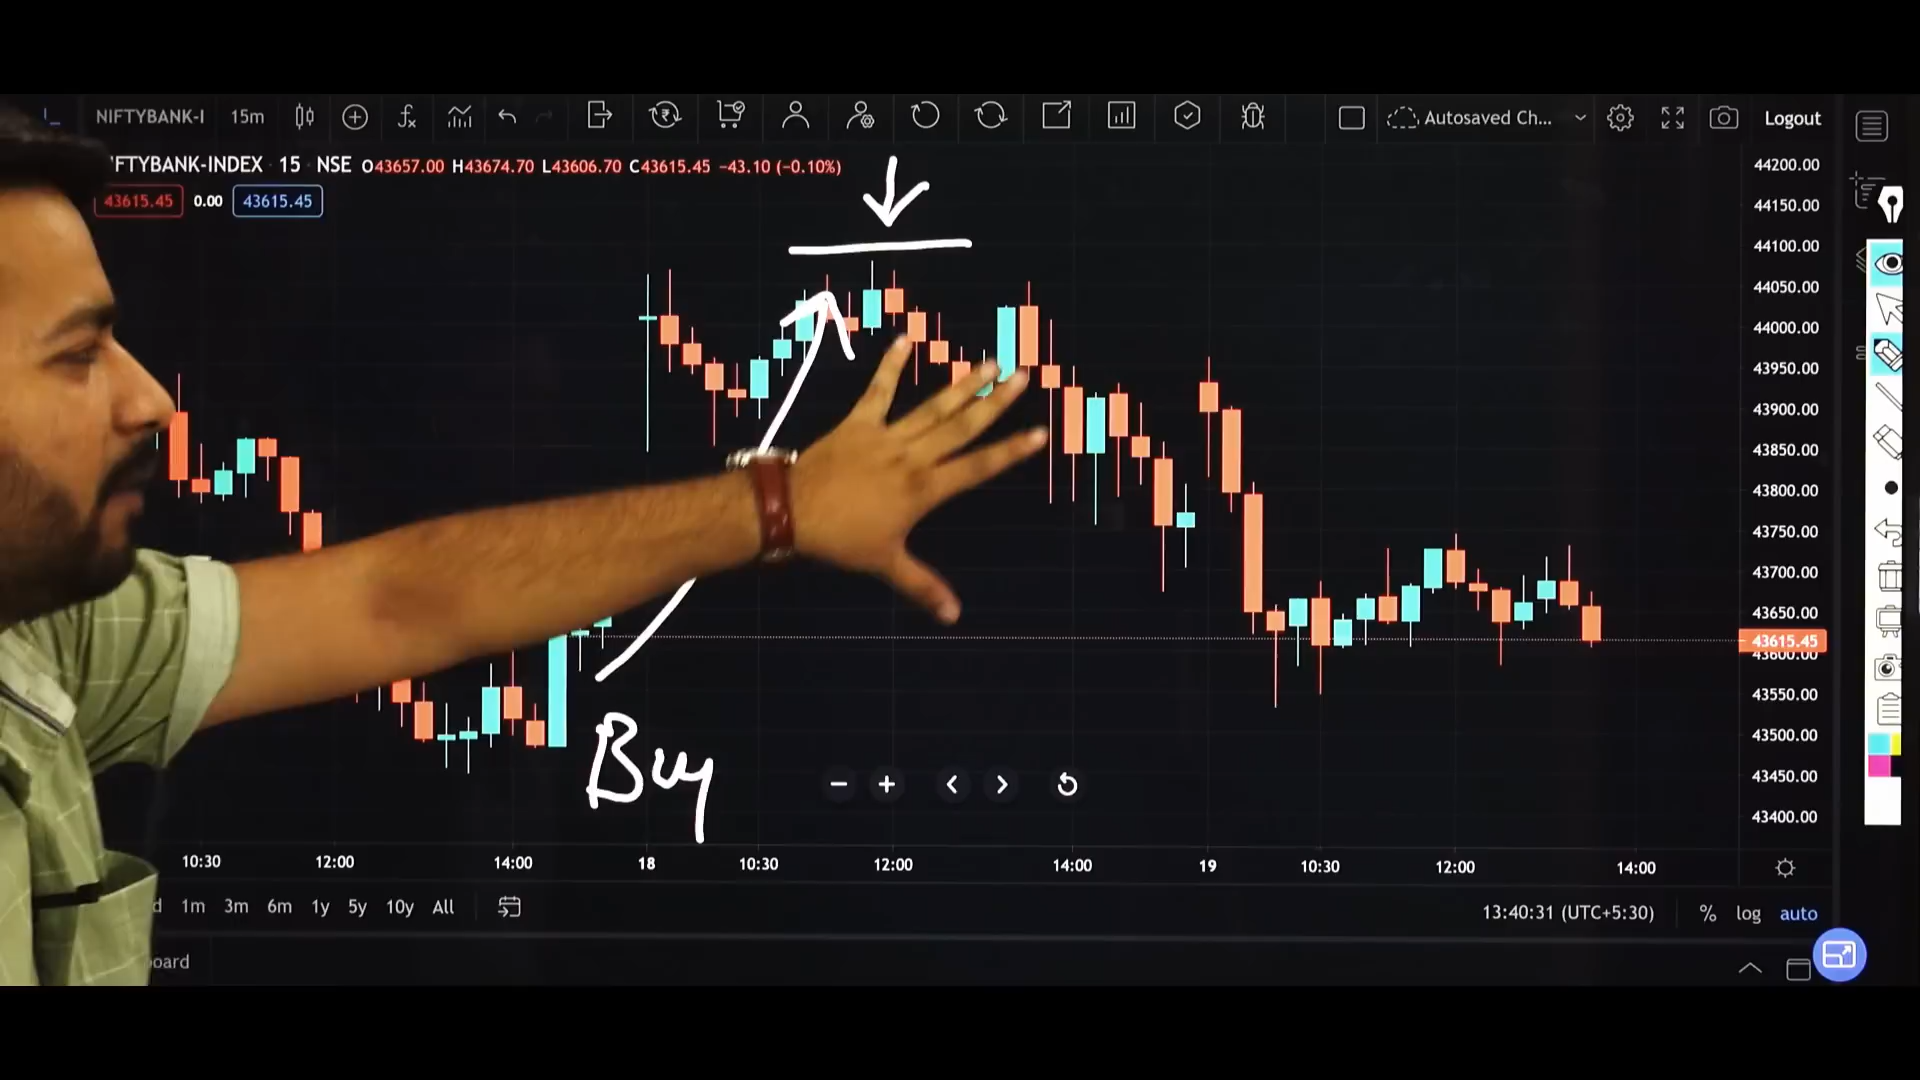 NIFTYBANK-I 15m Autosaved Ch... Logout
FTYBANK-INDEX 15 NSE O43657.00 H43674.70 L43606.70 C43615.45 −43.10 (−0.10%)
43615.45 0.00 43615.45
44200.00
44150.00
44100.00
44050.00
44000.00
43950.00
43900.00
43850.00
43800.00
43750.00
43700.00
43650.00
43615.45
43600.00
43550.00
43500.00
43450.00
43400.00
Buy
10:30 12:00 14:00 18 10:30 12:00 14:00 19 10:30 12:00 14:00
d 1m 3m 6m 1y 5y 10y All 13:40:31 (UTC+5:30) % log auto
oard